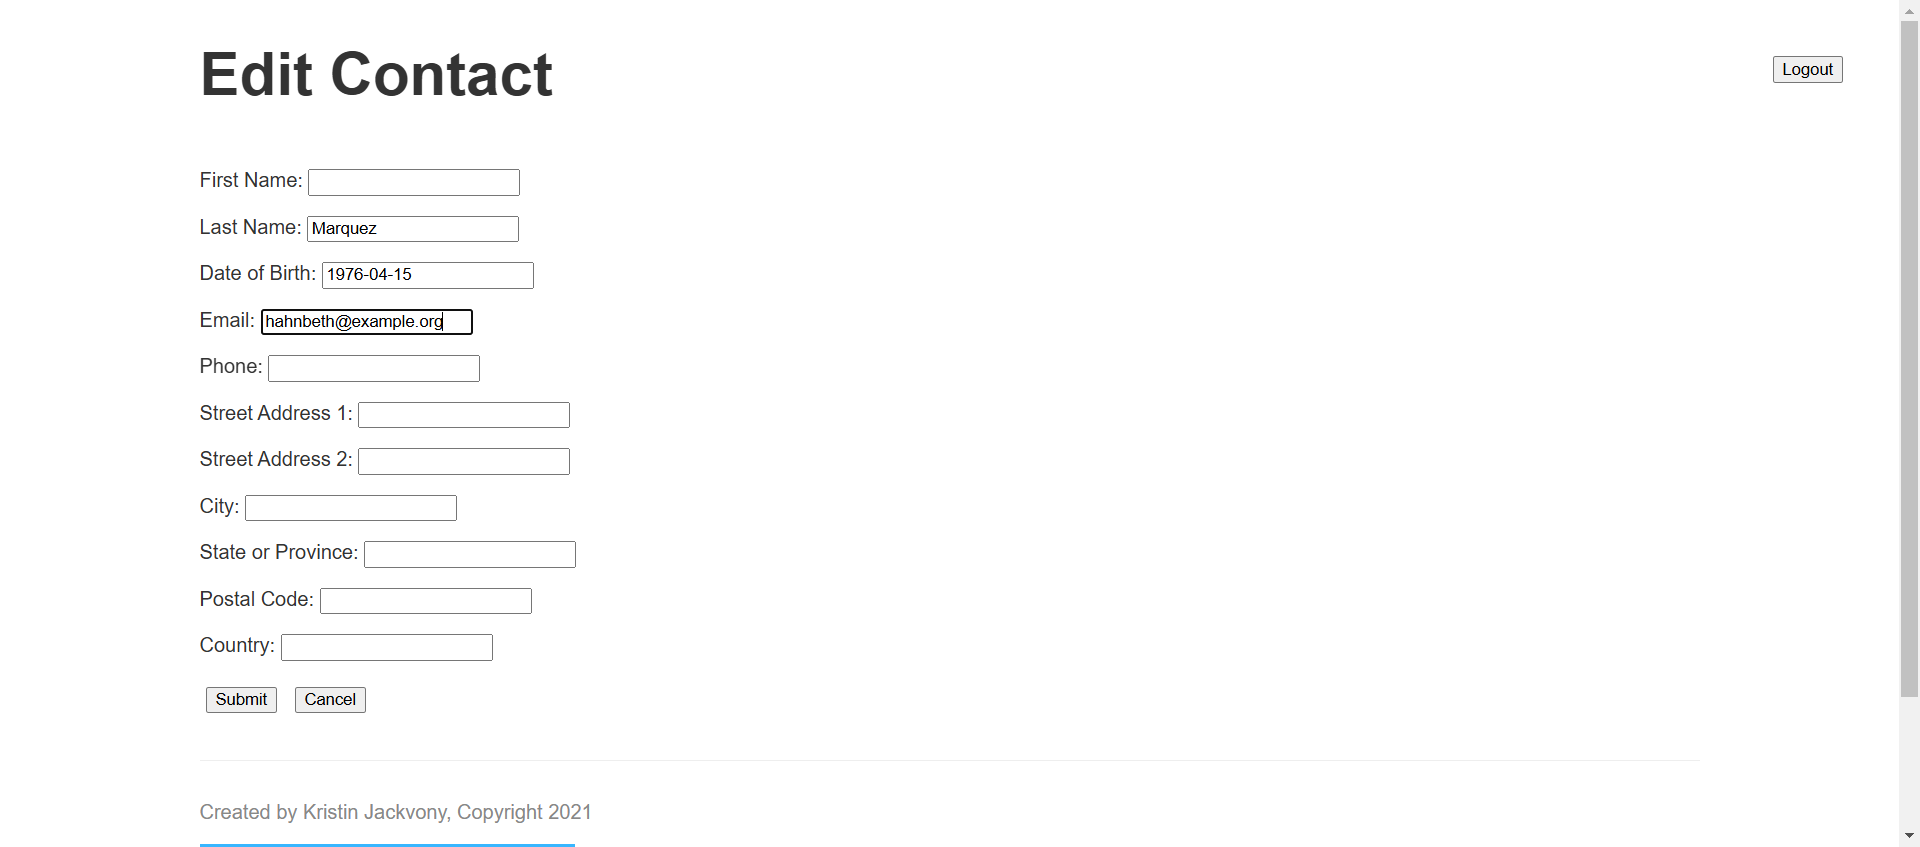 Edit Contact
Logout
First Name:
Last Name: Marquez
Date of Birth: 1976-04-15
Email: hahnbeth@example.org
Phone:
Street Address 1:
Street Address 2:
City:
State or Province:
Postal Code:
Country:
Submit Cancel
Created by Kristin Jackvony, Copyright 2021